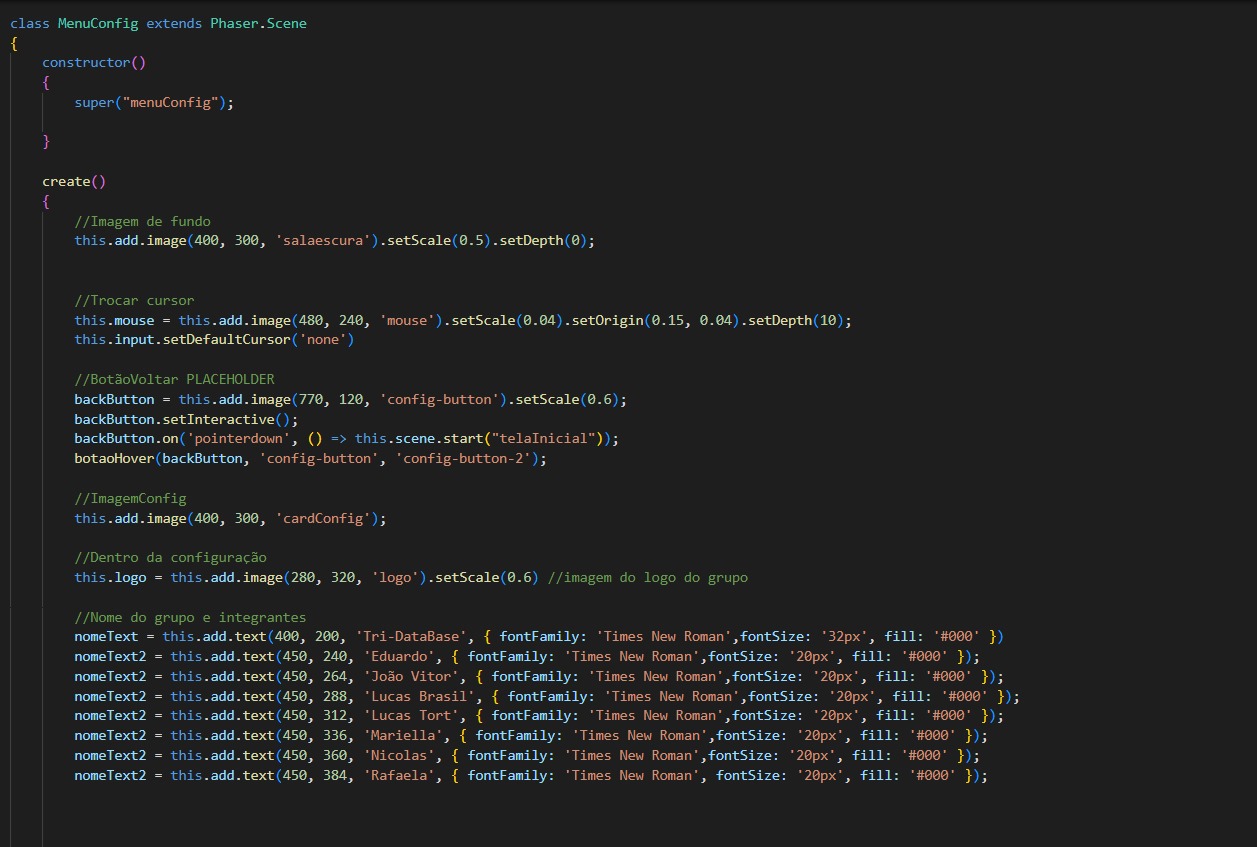 class MenuConfig extends Phaser.Scene
{
    constructor()
    {
        super("menuConfig");

    }

    create()
    {
        //Imagem de fundo
        this.add.image(400, 300, 'salaescura').setScale(0.5).setDepth(0);


        //Trocar cursor
        this.mouse = this.add.image(480, 240, 'mouse').setScale(0.04).setOrigin(0.15, 0.04).setDepth(10);
        this.input.setDefaultCursor('none')

        //BotãoVoltar PLACEHOLDER
        backButton = this.add.image(770, 120, 'config-button').setScale(0.6);
        backButton.setInteractive();
        backButton.on('pointerdown', () => this.scene.start("telaInicial"));
        botaoHover(backButton, 'config-button', 'config-button-2');

        //ImagemConfig
        this.add.image(400, 300, 'cardConfig');

        //Dentro da configuração
        this.logo = this.add.image(280, 320, 'logo').setScale(0.6) //imagem do logo do grupo

        //Nome do grupo e integrantes
        nomeText = this.add.text(400, 200, 'Tri-DataBase', { fontFamily: 'Times New Roman',fontSize: '32px', fill: '#000' })
        nomeText2 = this.add.text(450, 240, 'Eduardo', { fontFamily: 'Times New Roman',fontSize: '20px', fill: '#000' });
        nomeText2 = this.add.text(450, 264, 'João Vitor', { fontFamily: 'Times New Roman',fontSize: '20px', fill: '#000' });
        nomeText2 = this.add.text(450, 288, 'Lucas Brasil', { fontFamily: 'Times New Roman',fontSize: '20px', fill: '#000' });
        nomeText2 = this.add.text(450, 312, 'Lucas Tort', { fontFamily: 'Times New Roman',fontSize: '20px', fill: '#000' });
        nomeText2 = this.add.text(450, 336, 'Mariella', { fontFamily: 'Times New Roman',fontSize: '20px', fill: '#000' });
        nomeText2 = this.add.text(450, 360, 'Nicolas', { fontFamily: 'Times New Roman',fontSize: '20px', fill: '#000' });
        nomeText2 = this.add.text(450, 384, 'Rafaela', { fontFamily: 'Times New Roman', fontSize: '20px', fill: '#000' });